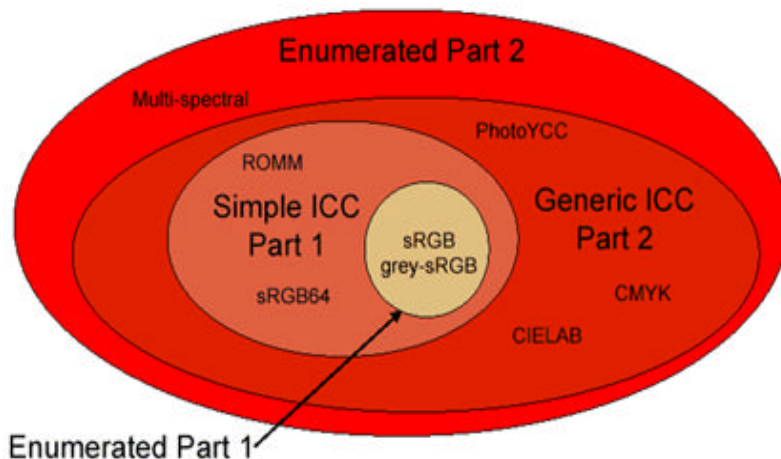 Enumerated Part 2
Multi-spectral
PhotoYCC
ROMM
Simple ICC
Part 1
Generic ICC
Part 2
sRGB
grey-sRGB
sRGB64
CMYK
CIELAB
Enumerated Part 1